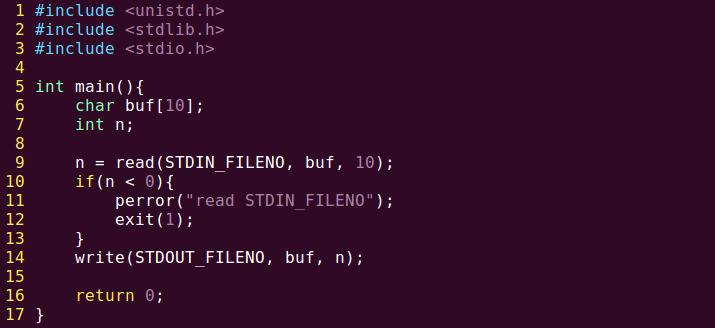 1 #include <unistd.h>
2 #include <stdlib.h>
3 #include <stdio.h>
4
5 int main(){
6     char buf[10];
7     int n;
8
9     n = read(STDIN_FILENO, buf, 10);
10     if(n < 0){
11         perror("read STDIN_FILENO");
12         exit(1);
13     }
14     write(STDOUT_FILENO, buf, n);
15
16     return 0;
17 }